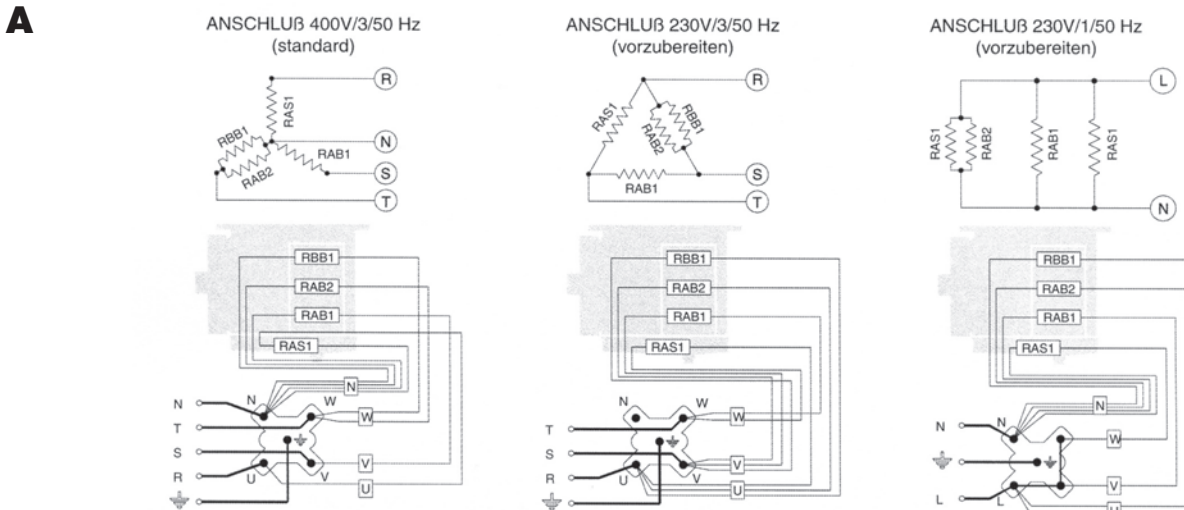 A
ANSCHLUß 400V/3/50 Hz
(standard)
R
RAS1
N
RBB1
RAB1
RAB2
S
T
RBB1
RAB2
RAB1
RAS1
N
N
N
W
W
T
S
V
R
U
V
U
ANSCHLUß 230V/3/50 Hz
(vorzubereiten)
R
RAS1
RBB1
RAB2
RAB1
S
T
RBB1
RAB2
RAB1
RAS1
N
W
W
T
S
V
R
U
V
U
ANSCHLUß 230V/1/50 Hz
(vorzubereiten)
L
RAS1
RAB2
RAB1
RAS1
N
RBB1
RAB2
RAB1
RAS1
N
N
N
W
V
L
L
U